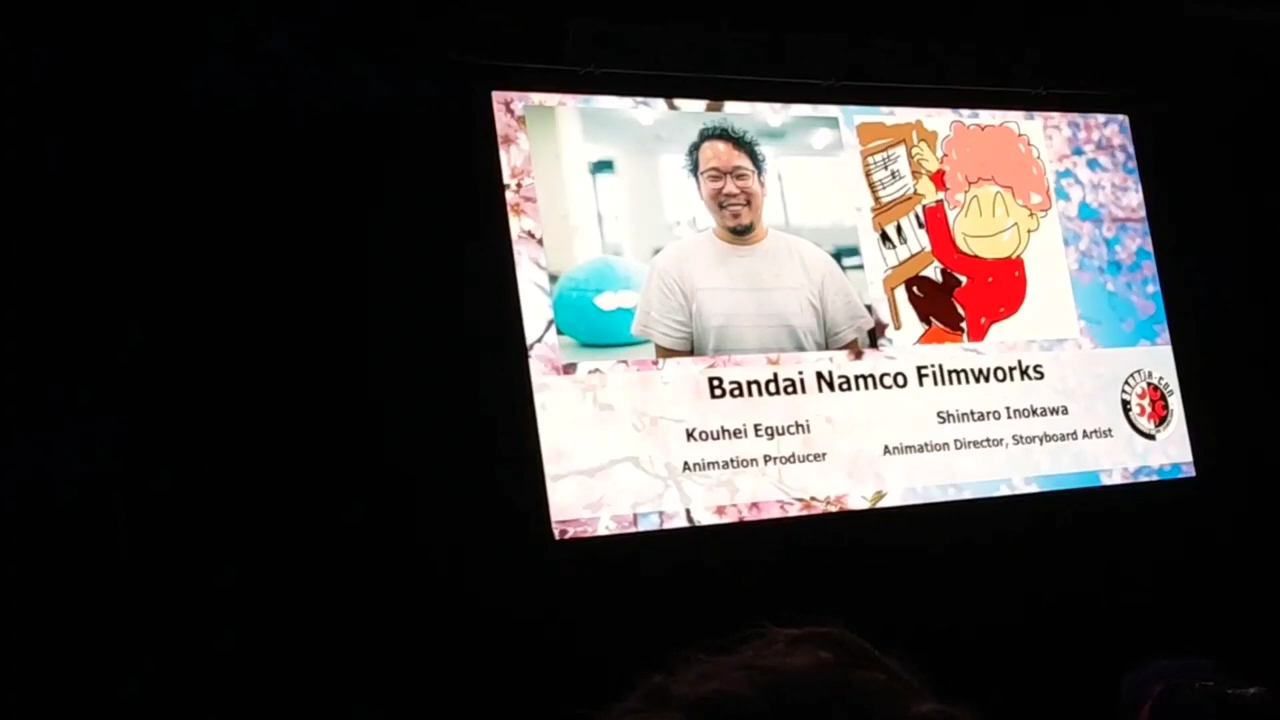 Bandai Namco Filmworks
Kouhei Eguchi
Animation Producer
Shintaro Inokawa
Animation Director, Storyboard Artist